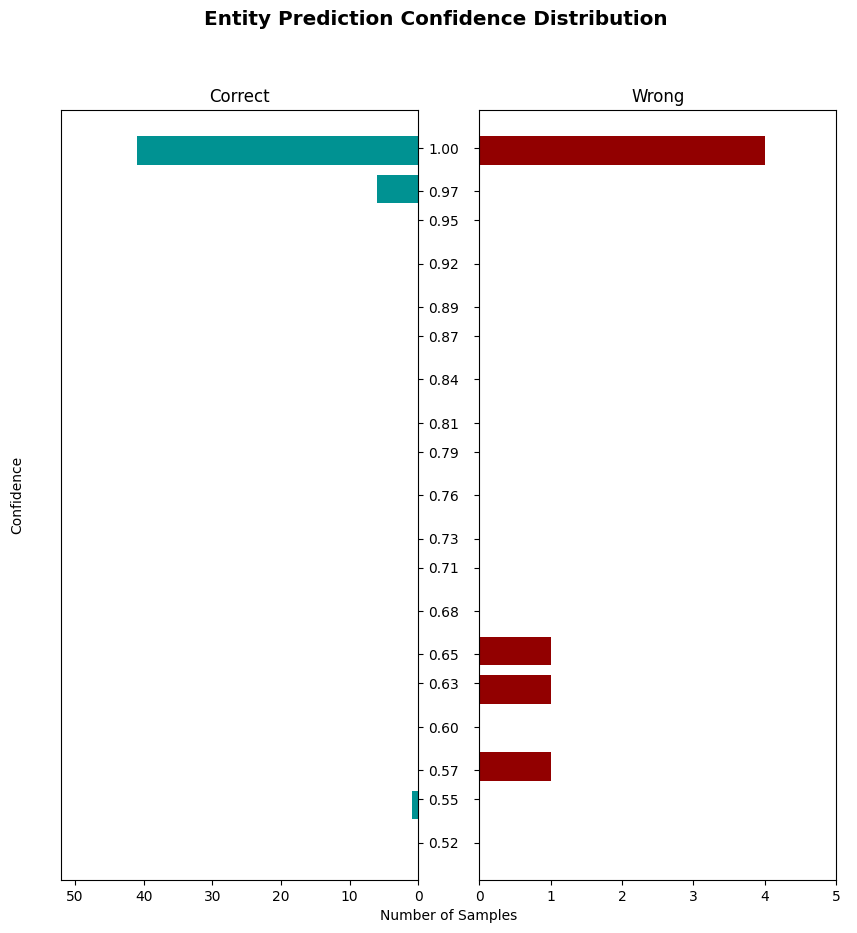 Entity Prediction Confidence Distribution
Correct
Wrong
1.00
0.97
0.95
0.92
0.89
0.87
0.84
0.81
0.79
0.76
0.73
0.71
0.68
0.65
0.63
0.60
0.57
0.55
0.52
Confidence
50 40 30 20 10 0
0 1 2 3 4 5
Number of Samples